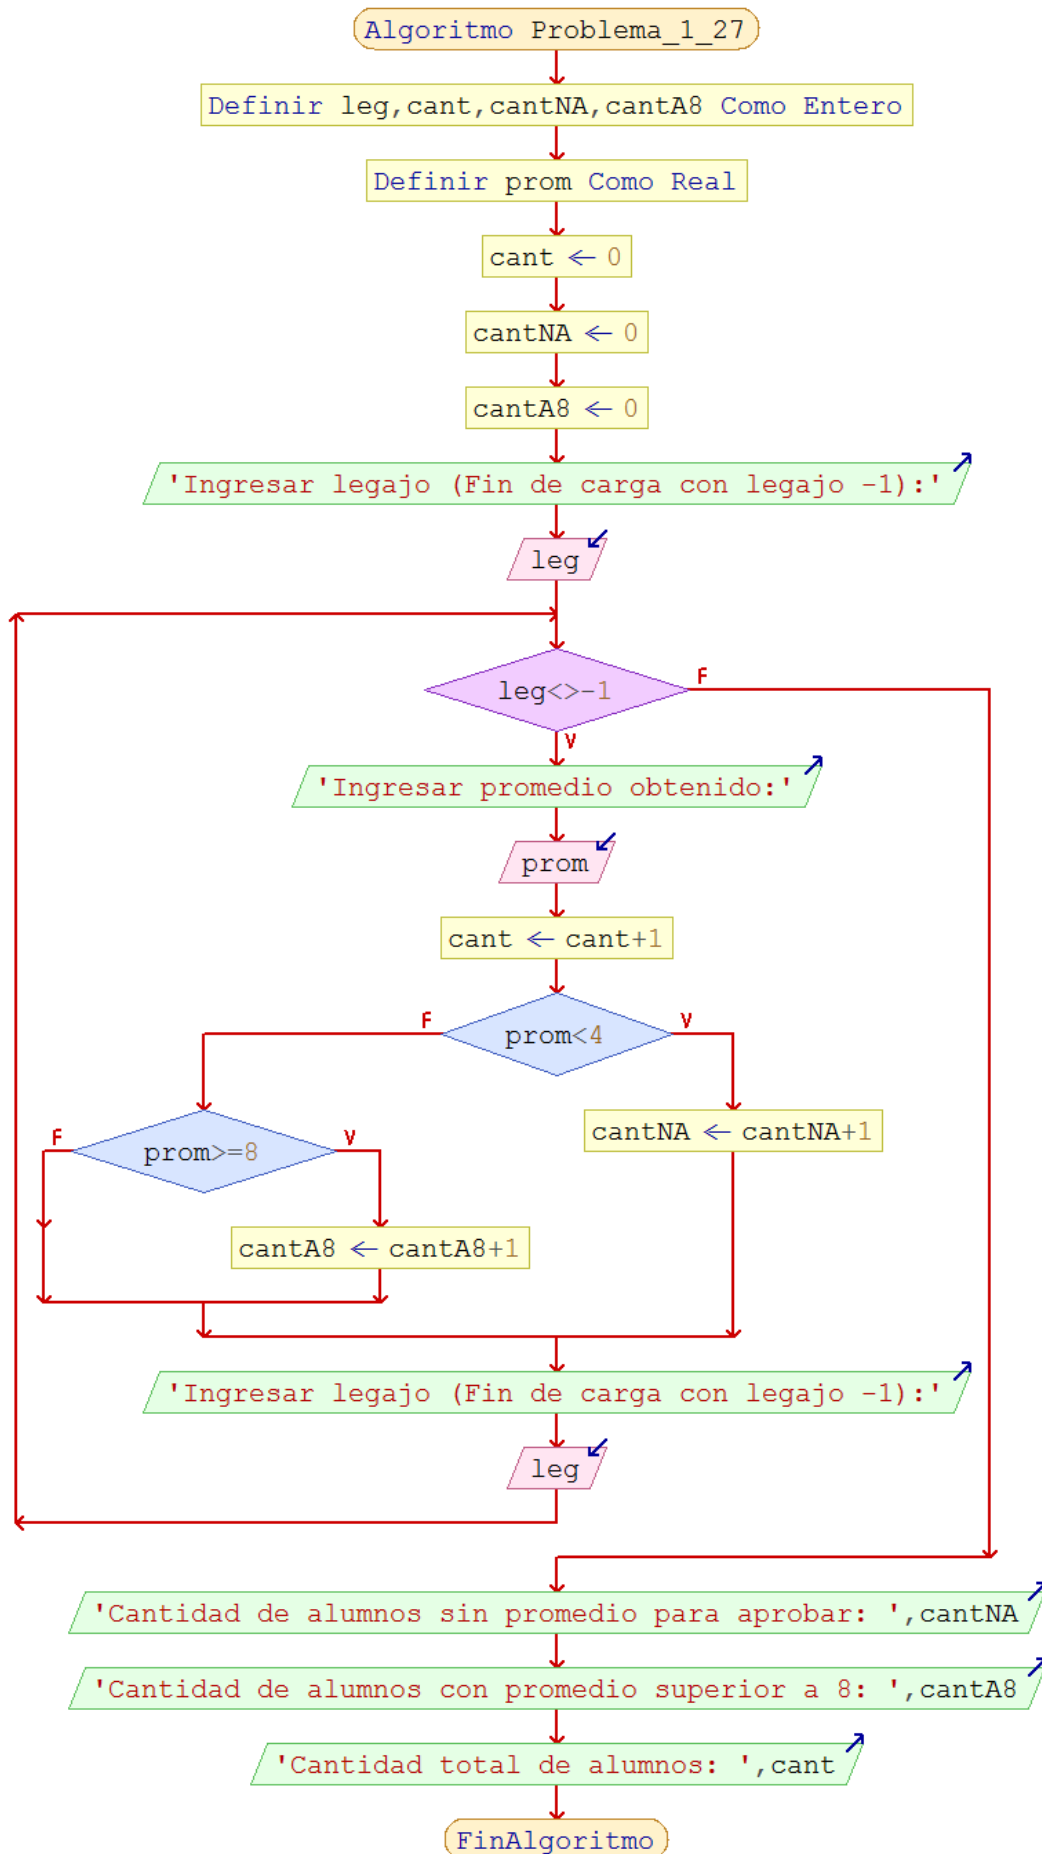 Algoritmo Problema_1_27
Definir leg,cant,cantNA,cantA8 Como Entero
Definir prom Como Real
cant ← 0
cantNA ← 0
cantA8 ← 0
'Ingresar legajo (Fin de carga con legajo -1):'
leg
leg<>-1
F
V
'Ingresar promedio obtenido:'
prom
cant ← cant+1
F
prom<4
V
F
prom>=8
V
cantNA ← cantNA+1
cantA8 ← cantA8+1
'Ingresar legajo (Fin de carga con legajo -1):'
leg
'Cantidad de alumnos sin promedio para aprobar: ',cantNA
'Cantidad de alumnos con promedio superior a 8: ',cantA8
'Cantidad total de alumnos: ',cant
FinAlgoritmo